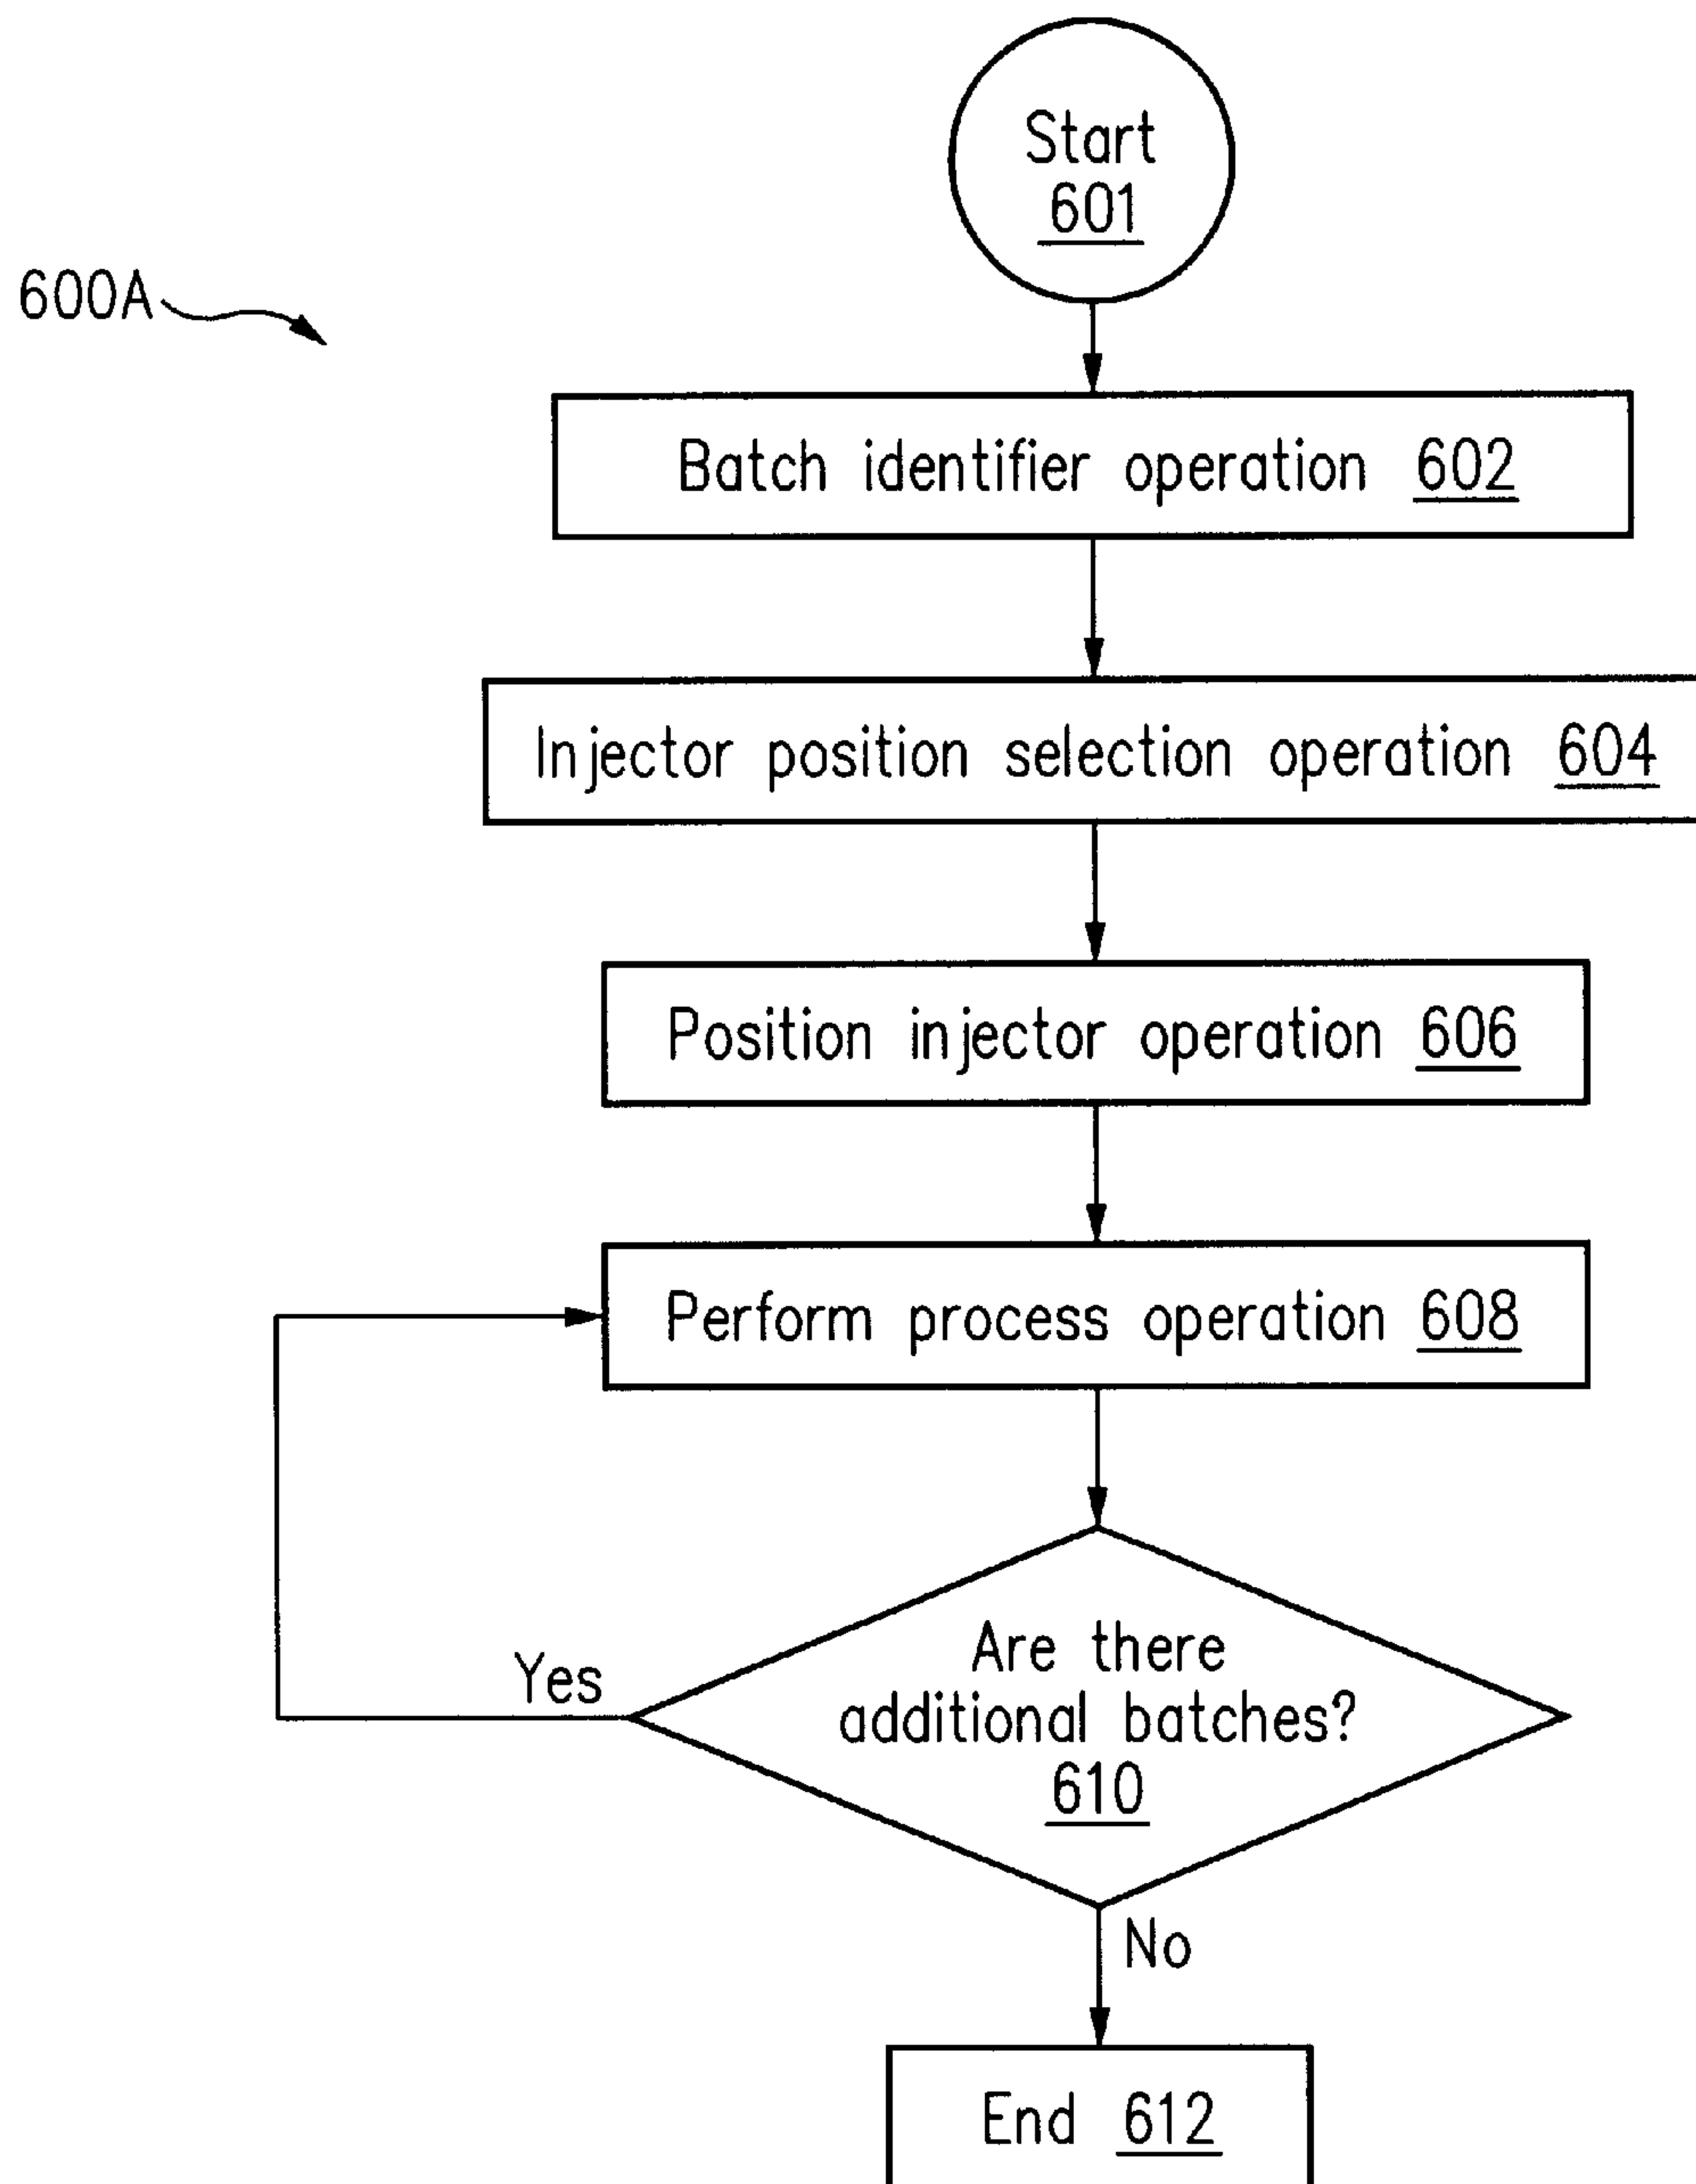 Start
601
600A
Batch identifier operation 602
Injector position selection operation 604
Position injector operation 606
Perform process operation 608
Are there
additional batches?
610
Yes
No
End 612